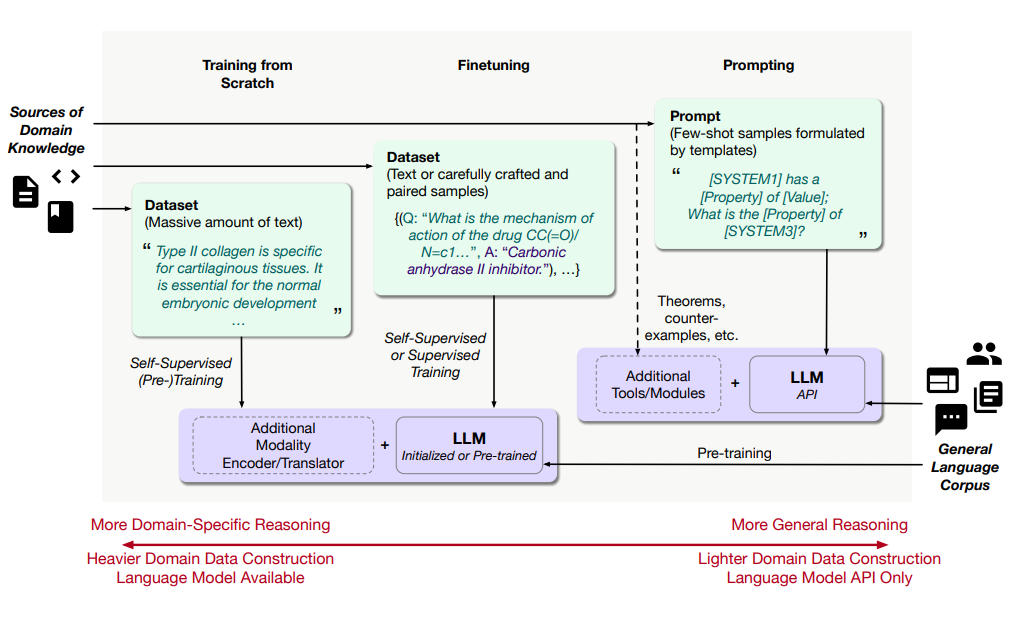 Training from
Scratch
Finetuning
Prompting
Sources of
Domain
Knowledge
Prompt
(Few-shot samples formulated
by templates)
“ [SYSTEM1] has a
[Property] of [Value];
What is the [Property] of
[SYSTEM3]? ”
Dataset
(Text or carefully crafted and
paired samples)
{(Q: “What is the mechanism of
action of the drug CC(=O)/
N=c1…”, A: “Carbonic
anhydrase II inhibitor.”), …}
Dataset
(Massive amount of text)
“ Type II collagen is specific
for cartilaginous tissues. It
is essential for the normal
embryonic development
… ”
Theorems,
counter-
examples, etc.
Self-Supervised
(Pre-)Training
Self-Supervised
or Supervised
Training
Additional
Tools/Modules
+
LLM
API
Additional
Modality
Encoder/Translator
+
LLM
Initialized or Pre-trained
Pre-training
General
Language
Corpus
More Domain-Specific Reasoning
More General Reasoning
Heavier Domain Data Construction
Language Model Available
Lighter Domain Data Construction
Language Model API Only